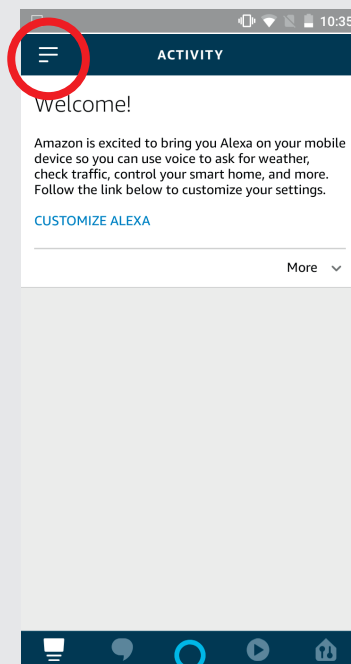 10:35
ACTIVITY
Welcome!
Amazon is excited to bring you Alexa on your mobile
device so you can use voice to ask for weather,
check traffic, control your smart home, and more.
Follow the link below to customize your settings.
CUSTOMIZE ALEXA
More